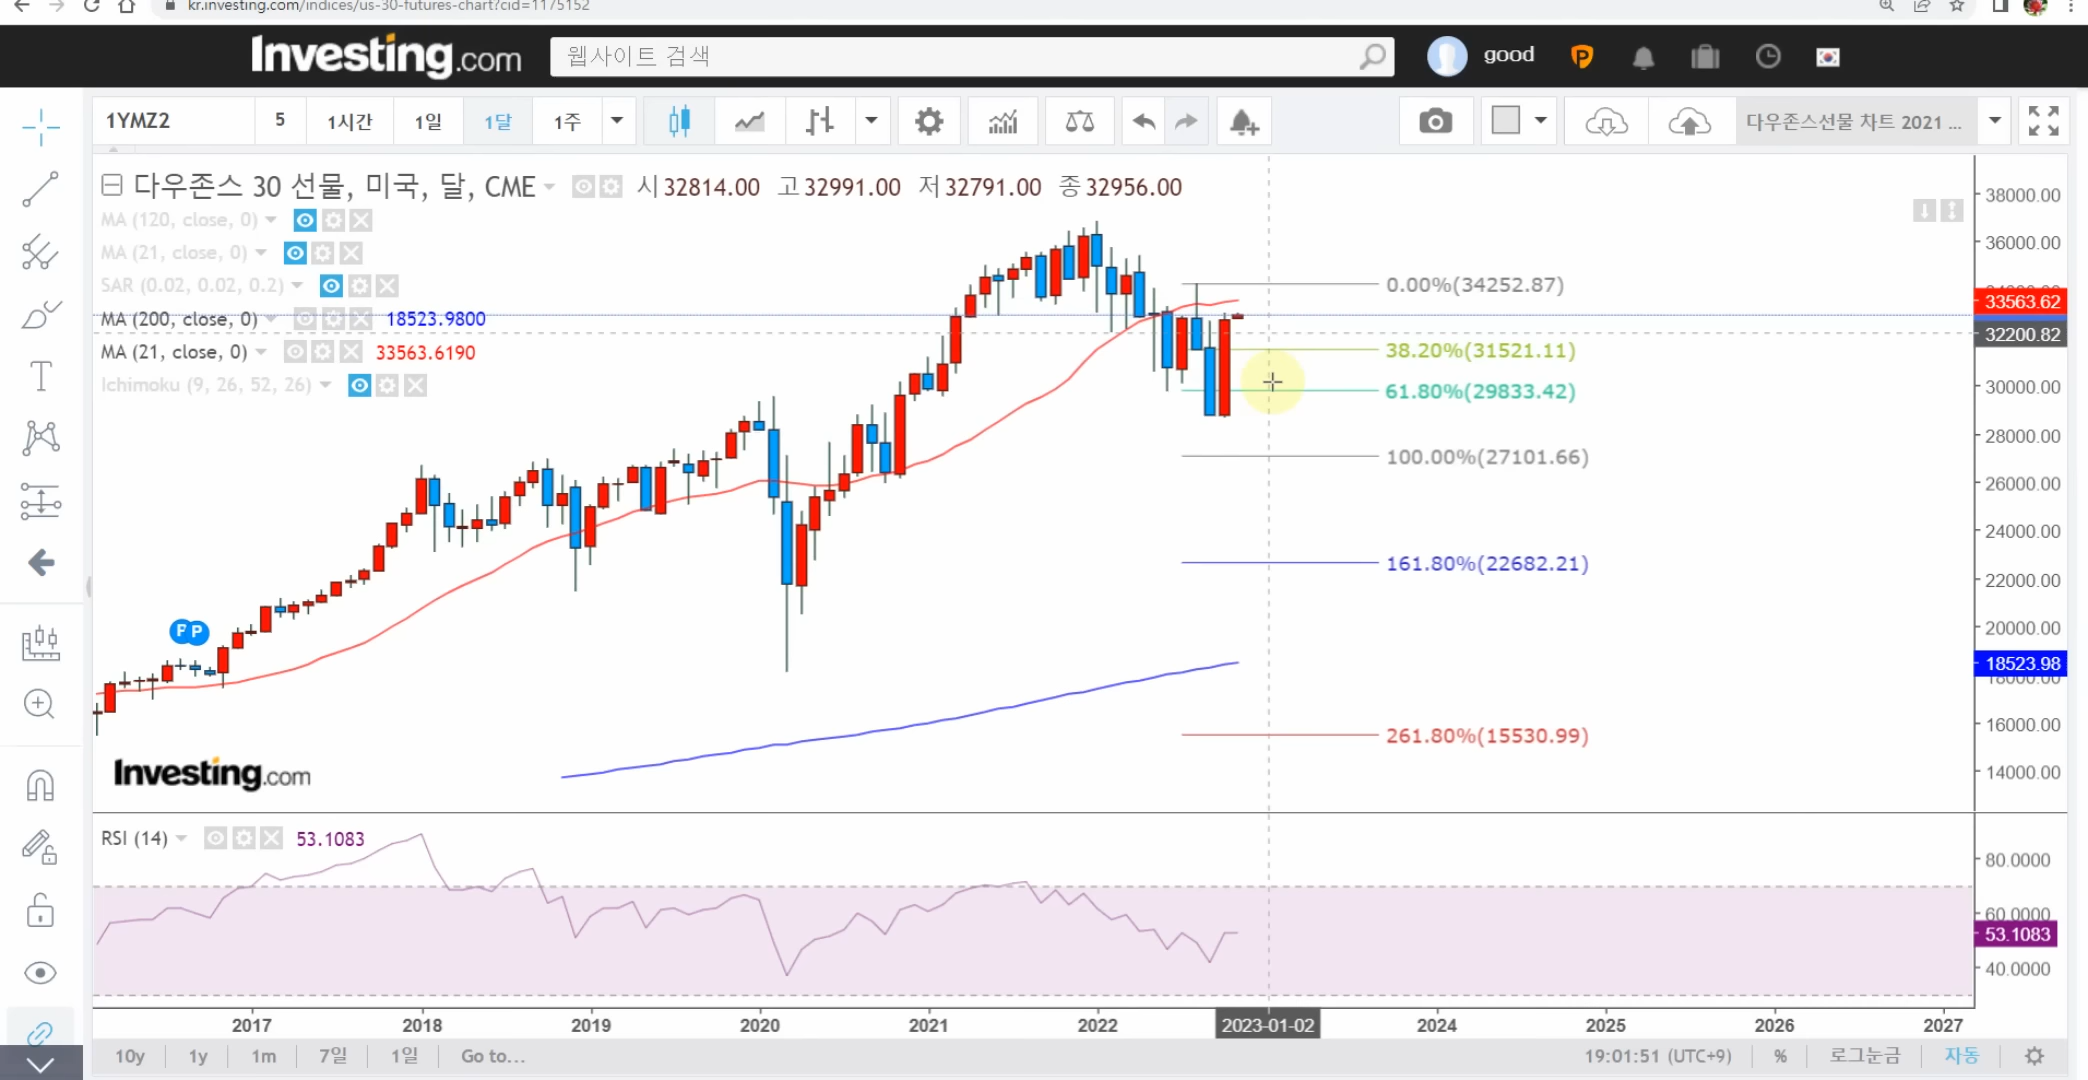 kr.investing.com/indices/us-30-futures-chart?cid=1175152
Investing.com 웹사이트 검색 good
1YMZ2 5 1시간 1일 1달 1주 다우존스선물 차트 2021 ...
다우존스 30 선물, 미국, 달, CME 시 32814.00 고 32991.00 저 32791.00 종 32956.00
MA (120, close, 0)
MA (21, close, 0)
SAR (0.02, 0.02, 0.2)
MA (200, close, 0) 18523.9800
MA (21, close, 0) 33563.6190
Ichimoku (9, 26, 52, 26)
0.00%(34252.87)
38.20%(31521.11)
61.80%(29833.42)
100.00%(27101.66)
161.80%(22682.21)
261.80%(15530.99)
38000.00
36000.00
33563.62
32200.82
30000.00
28000.00
26000.00
24000.00
22000.00
20000.00
18523.98
18000.00
16000.00
14000.00
P P
Investing.com
RSI (14) 53.1083
80.0000
60.0000
53.1083
40.0000
2017 2018 2019 2020 2021 2022 2023-01-02 2024 2025 2026 2027
10y 1y 1m 7일 1일 Go to... 19:01:51 (UTC+9) % 로그눈금 자동